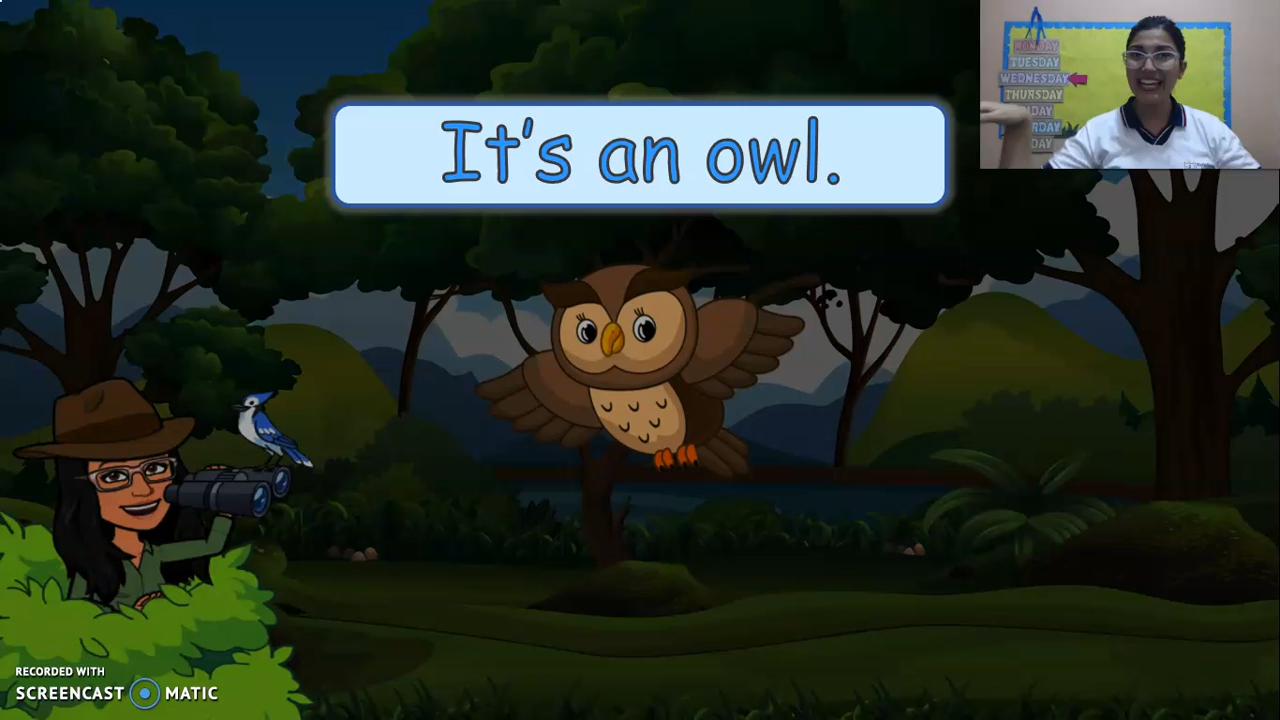 It's an owl.
MONDAY
TUESDAY
WEDNESDAY
THURSDAY
RECORDED WITH
SCREENCAST MATIC